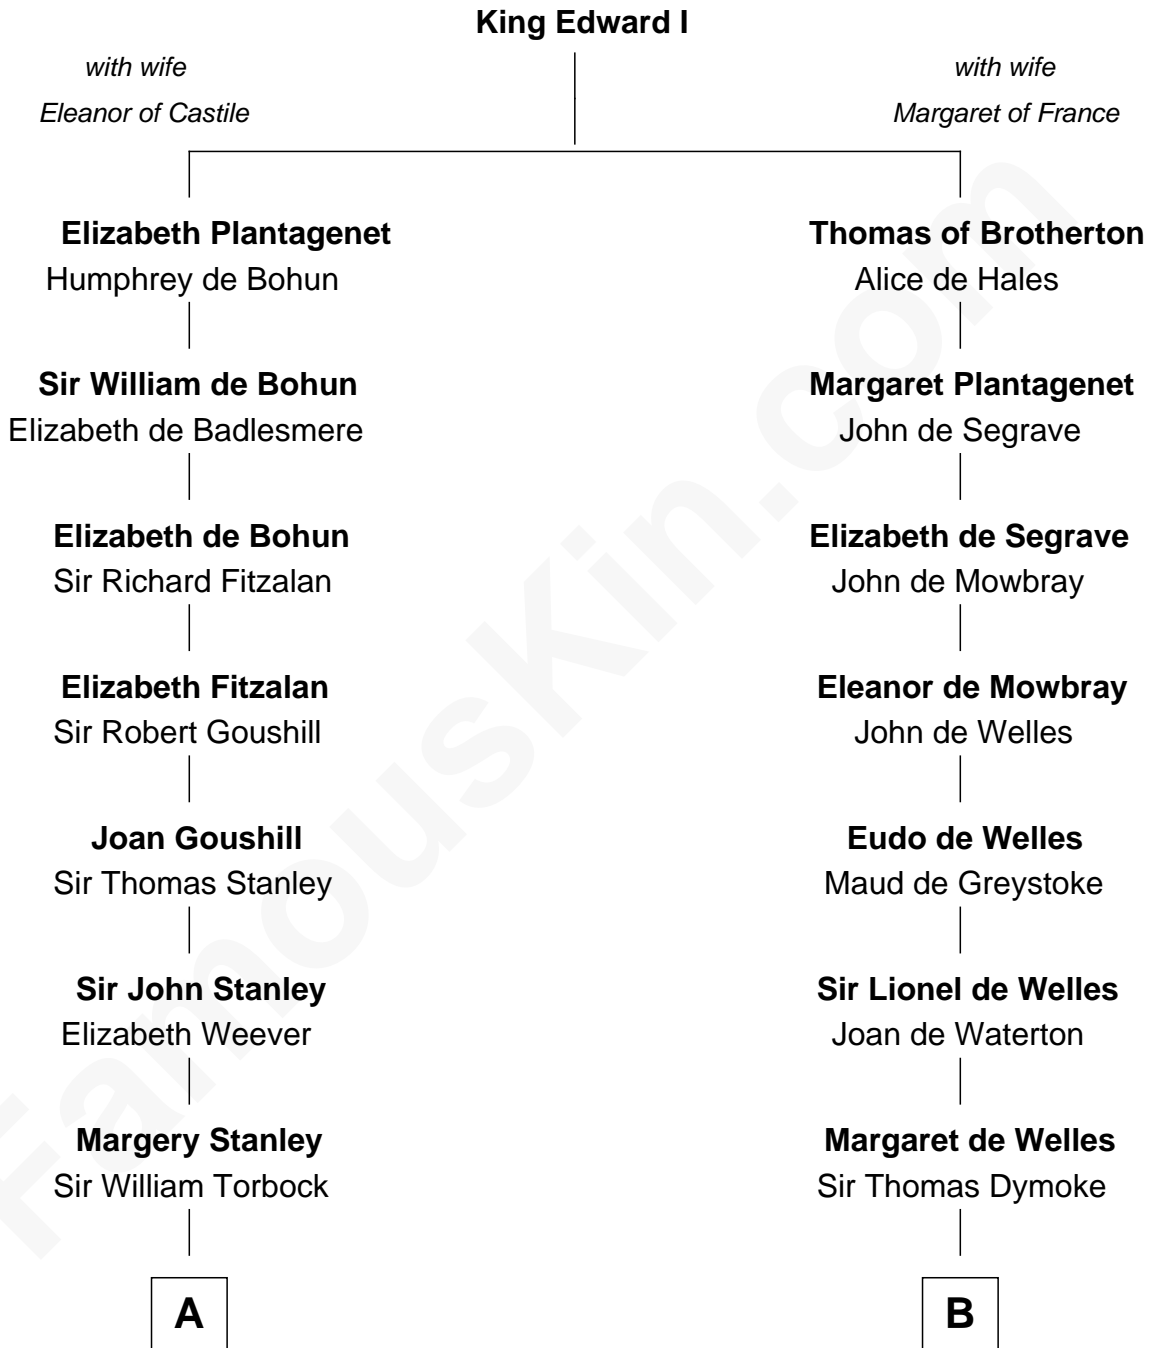 King Edward I
with wife
Eleanor of Castile
with wife
Margaret of France
Elizabeth Plantagenet
Humphrey de Bohun
Thomas of Brotherton
Alice de Hales
Sir William de Bohun
Elizabeth de Badlesmere
Margaret Plantagenet
John de Segrave
Elizabeth de Bohun
Sir Richard Fitzalan
Elizabeth de Segrave
John de Mowbray
Elizabeth Fitzalan
Sir Robert Goushill
Eleanor de Mowbray
John de Welles
Joan Goushill
Sir Thomas Stanley
Eudo de Welles
Maud de Greystoke
Sir John Stanley
Elizabeth Weever
Sir Lionel de Welles
Joan de Waterton
Margery Stanley
Sir William Torbock
Margaret de Welles
Sir Thomas Dymoke
A
B
FamousKin.com